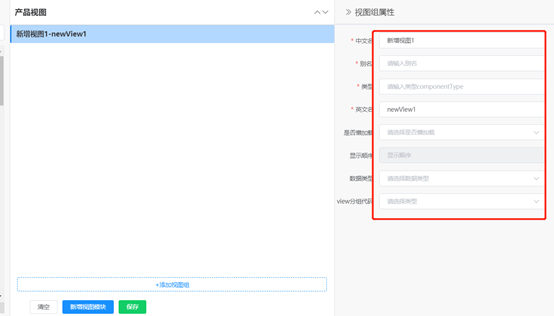 产品视图
新增视图1-newView1
+添加视图组
清空
新增视图模块
保存
视图组属性
* 中文名 新增视图1
* 别名 请输入别名
* 类型 请输入类型componentType
* 英文名 newView1
是否懒加载 请选择是否懒加载
显示顺序 显示顺序
数据类型 请选择数据类型
view分组代码 请选择类型